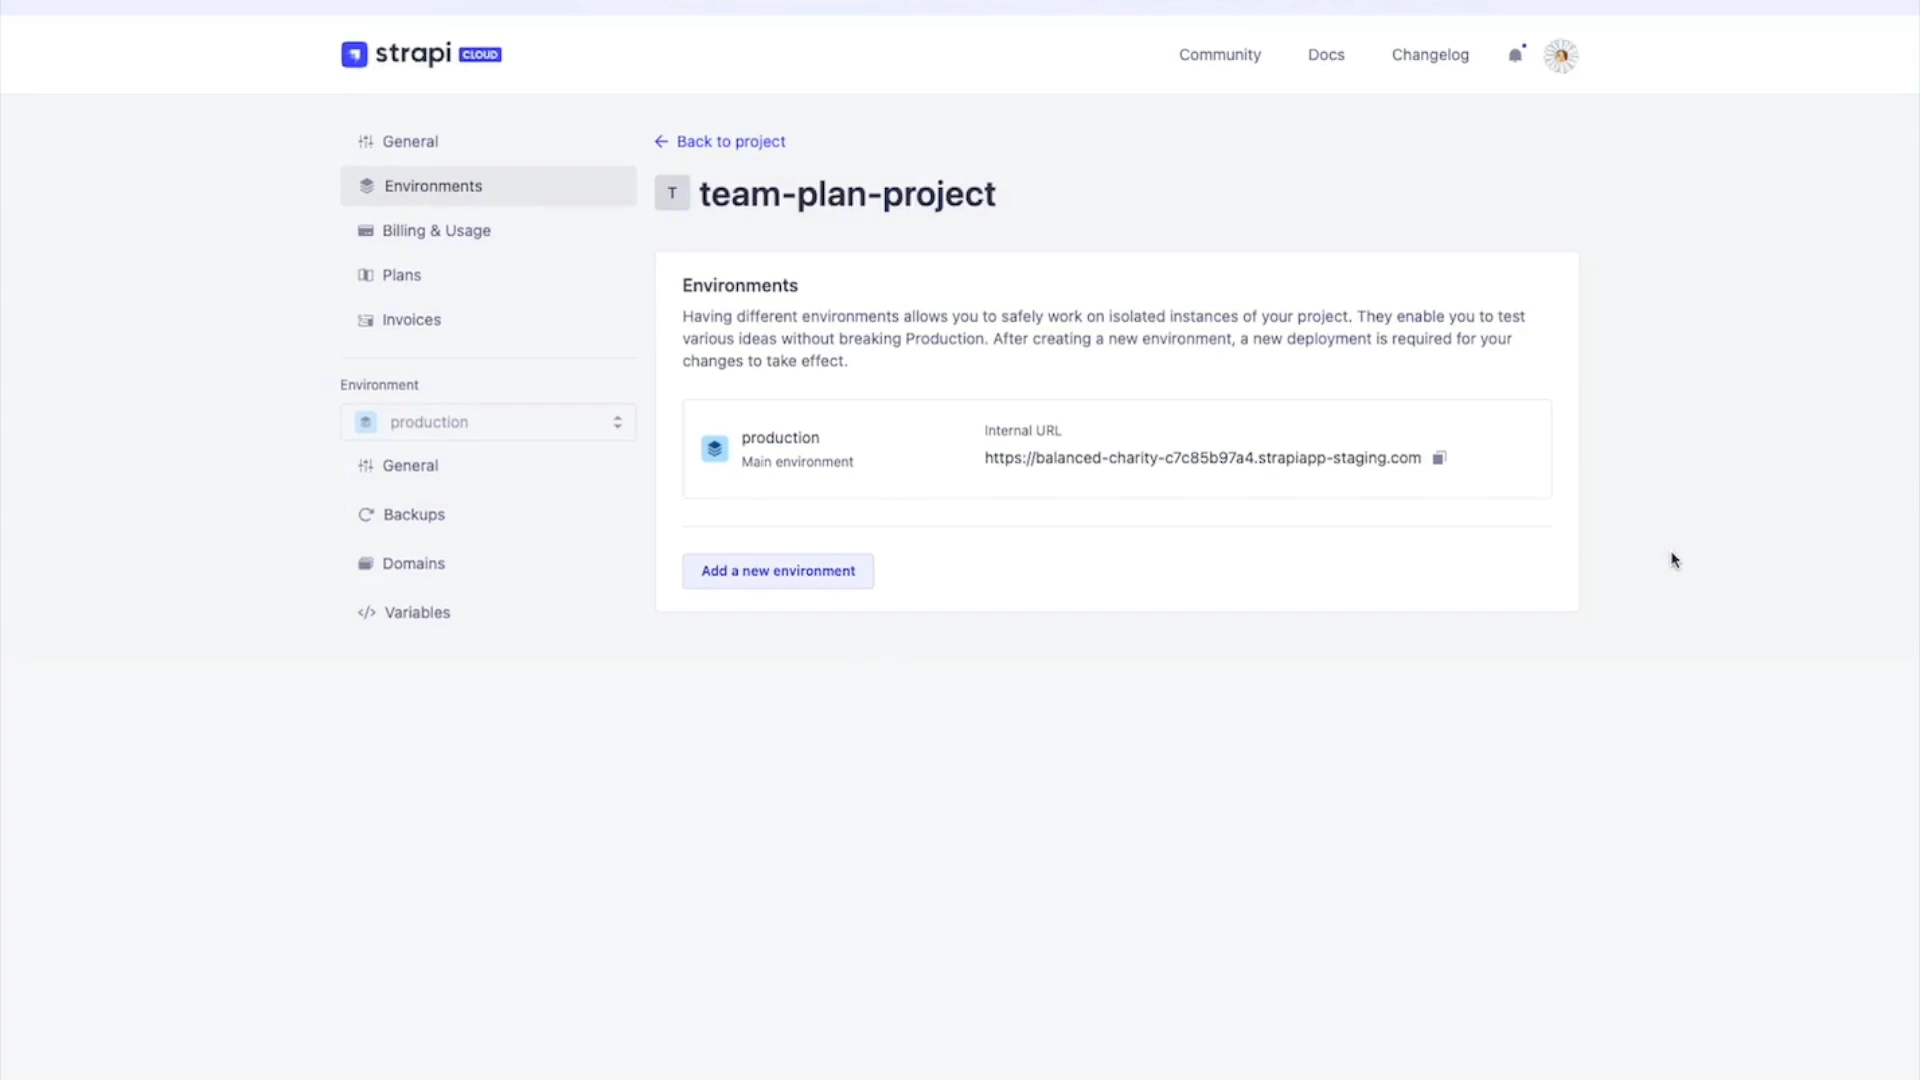 strapi CLOUD
Community Docs Changelog
General
Environments
Billing & Usage
Plans
Invoices
Environment
production
General
Backups
Domains
</> Variables
← Back to project
T team-plan-project
Environments
Having different environments allows you to safely work on isolated instances of your project. They enable you to test
various ideas without breaking Production. After creating a new environment, a new deployment is required for your
changes to take effect.
production
Main environment
Internal URL
https://balanced-charity-c7c85b97a4.strapiapp-staging.com
Add a new environment